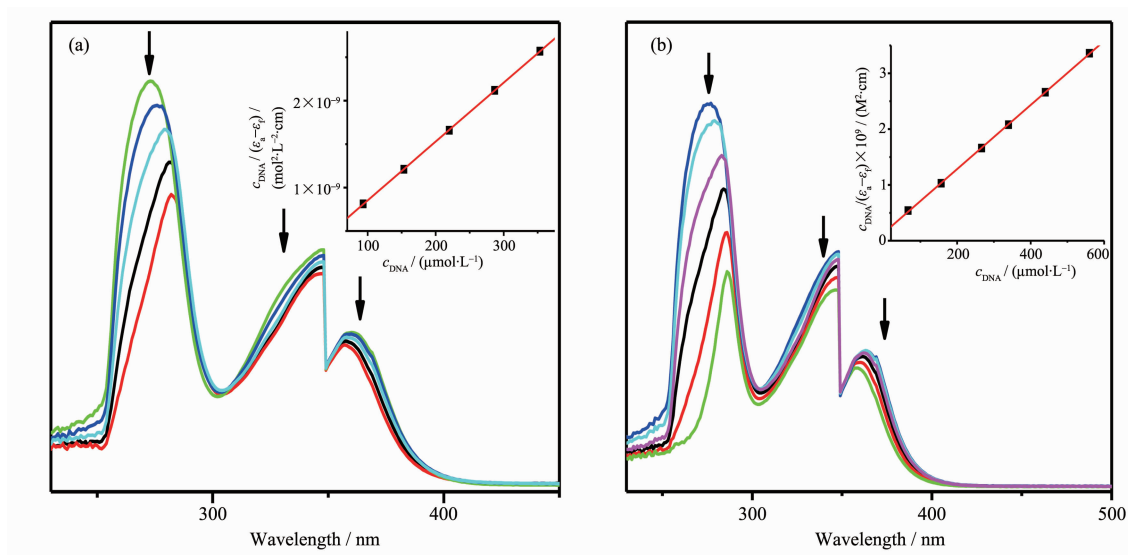 (a)
c_DNA / (ε_a−ε_f) /
(mol²·L⁻²·cm)
2×10⁻⁹
1×10⁻⁹
100 200 300
c_DNA / (μmol·L⁻¹)
300 400
Wavelength / nm
(b)
c_DNA/(ε_a−ε_f)×10⁹ / (M²·cm)
3
2
1
0
200 400 600
c_DNA / (μmol·L⁻¹)
300 400 500
Wavelength / nm